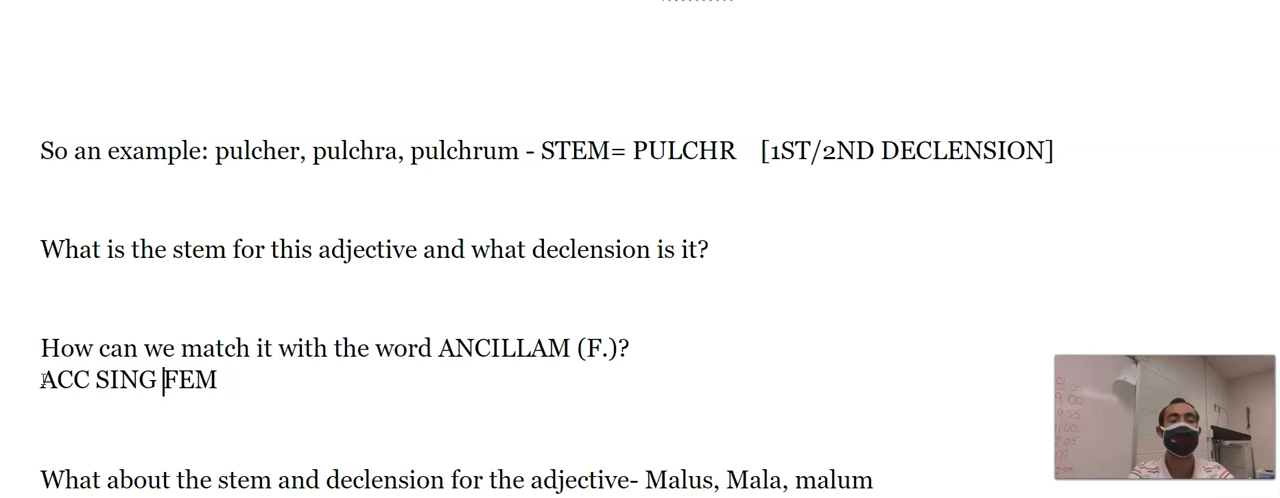 So an example: pulcher, pulchra, pulchrum - STEM= PULCHR [1ST/2ND DECLENSION]
What is the stem for this adjective and what declension is it?
How can we match it with the word ANCILLAM (F.)?
ACC SING FEM
What about the stem and declension for the adjective- Malus, Mala, malum